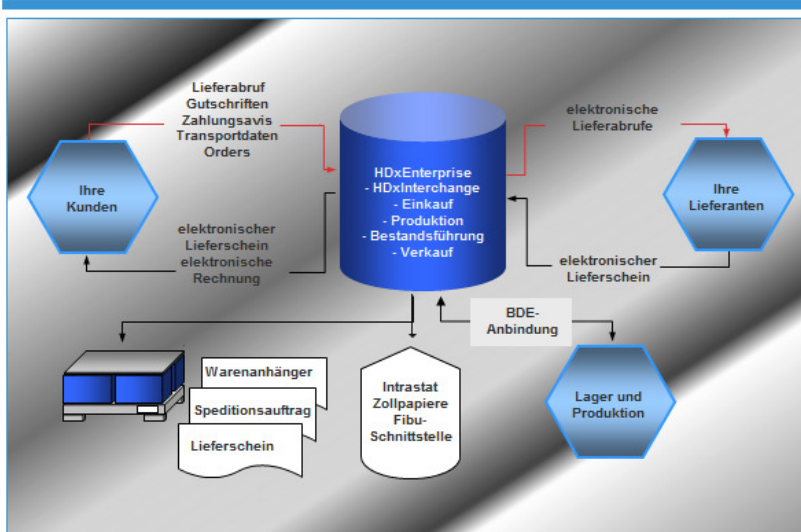 Lieferabruf
Gutschriften
Zahlungsavis
Transportdaten
Orders
elektronische
Lieferabrufe
Ihre
Kunden
HDxEnterprise
- HDxInterchange
- Einkauf
- Produktion
- Bestandsführung
- Verkauf
Ihre
Lieferanten
elektronischer
Lieferschein
elektronische
Rechnung
elektronischer
Lieferschein
BDE-
Anbindung
Warenanhänger
Speditionsauftrag
Lieferschein
Intrastat
Zollpapiere
Fibu-
Schnittstelle
Lager und
Produktion